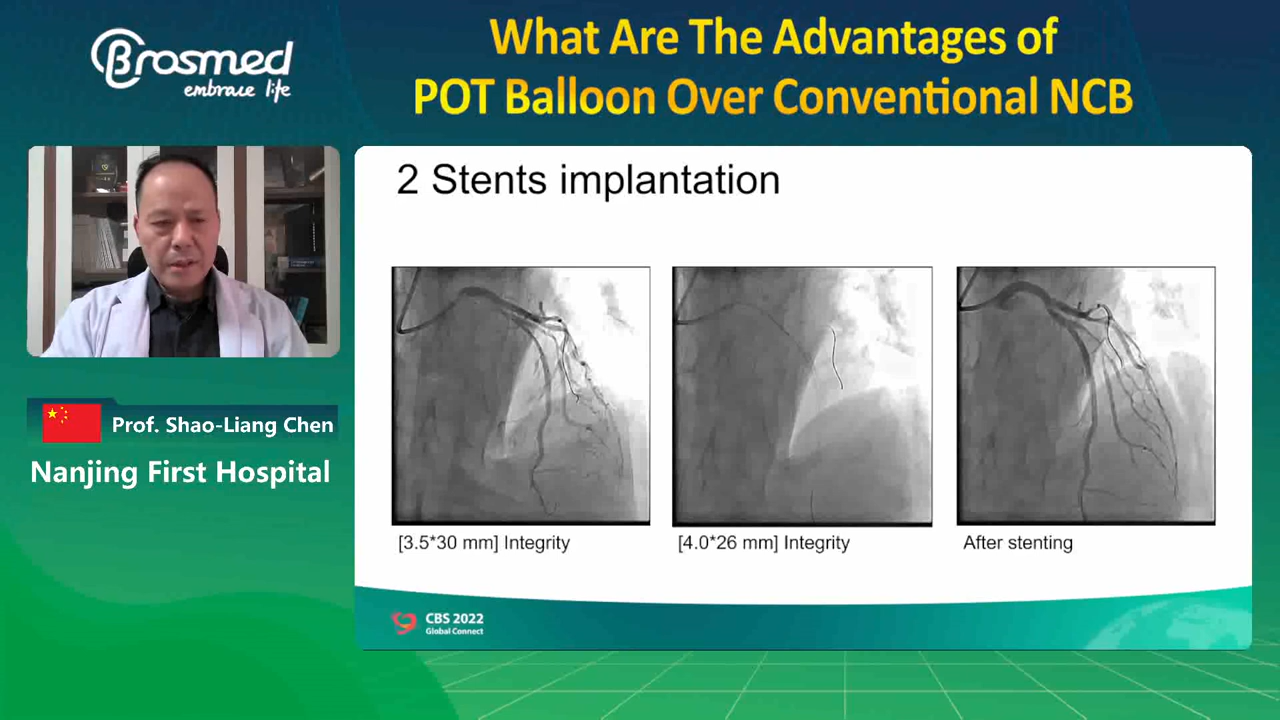 Brosmed
embrace life
What Are The Advantages of
POT Balloon Over Conventional NCB
2 Stents implantation
[3.5*30 mm] Integrity
[4.0*26 mm] Integrity
After stenting
Prof. Shao-Liang Chen
Nanjing First Hospital
CBS 2022
Global Connect